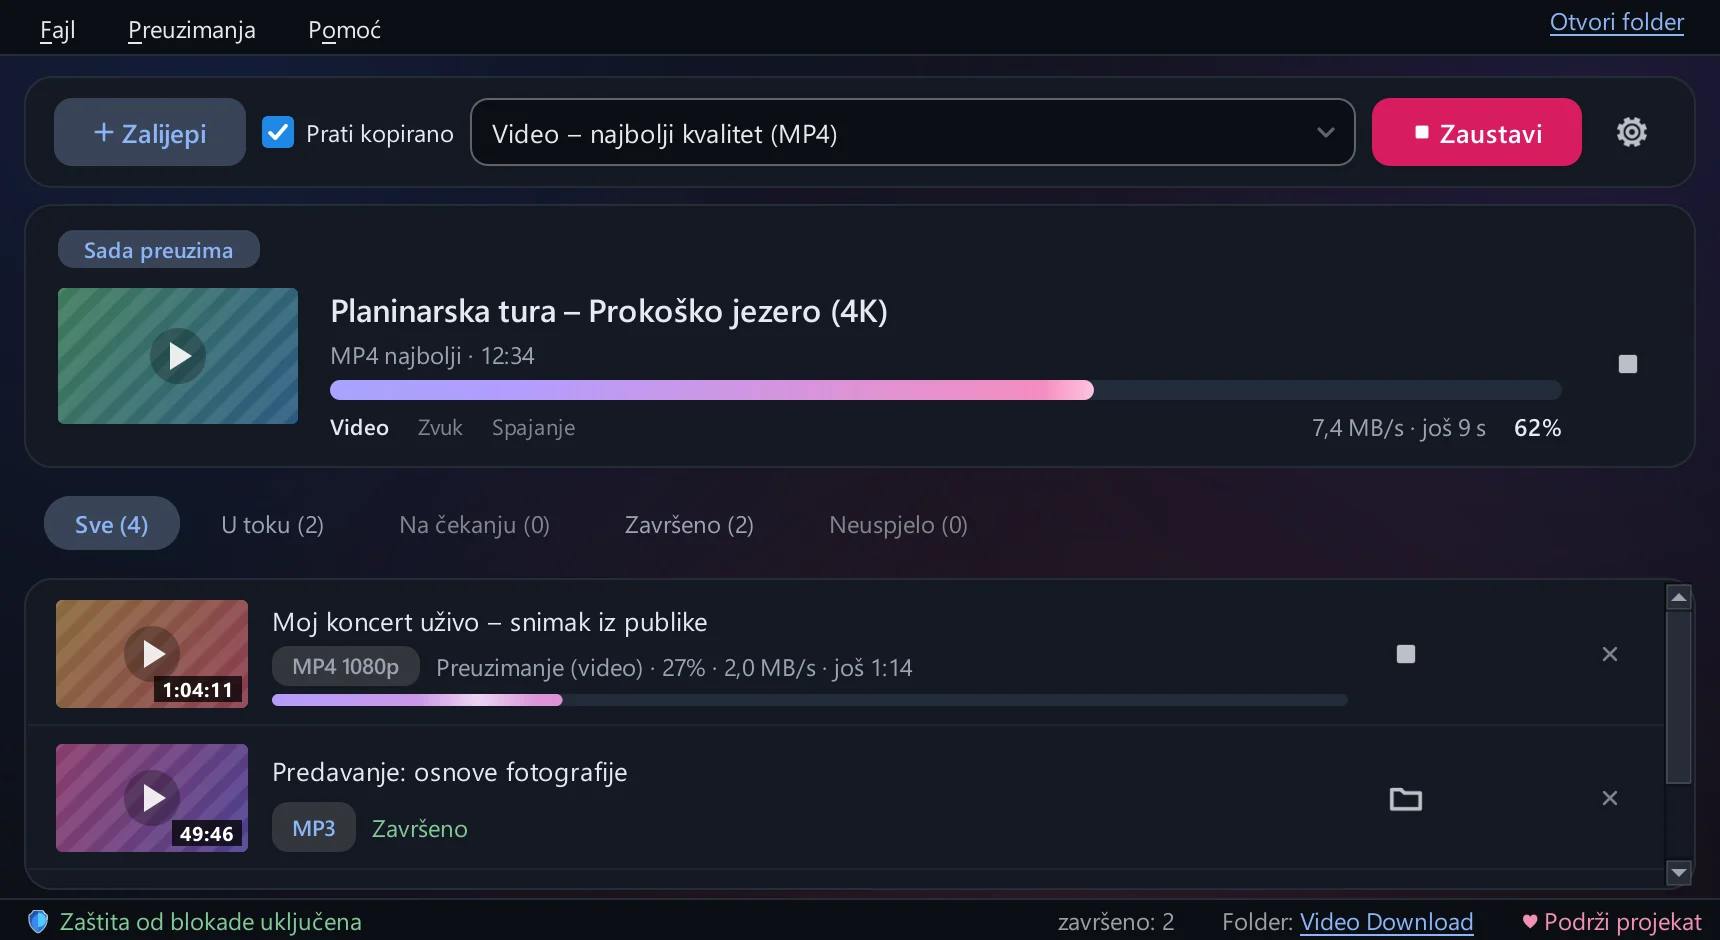 Fajl Preuzimanja Pomoć Otvori folder
+ Zalijepi Prati kopirano Video – najbolji kvalitet (MP4) Zaustavi
Sada preuzima
Planinarska tura – Prokoško jezero (4K)
MP4 najbolji · 12:34
Video Zvuk Spajanje 7,4 MB/s · još 9 s 62%
Sve (4) U toku (2) Na čekanju (0) Završeno (2) Neuspjelo (0)
Moj koncert uživo – snimak iz publike
MP4 1080p Preuzimanje (video) · 27% · 2,0 MB/s · još 1:14
1:04:11
Predavanje: osnove fotografije
MP3 Završeno
49:46
Zaštita od blokade uključena završeno: 2 Folder: Video Download Podrži projekat